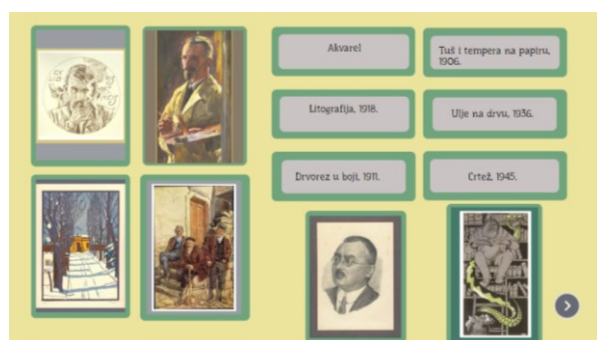 Akvarel
Tuš i tempera na papiru,
1906.
Litografija, 1918.
Ulje na drvu, 1936.
Drvorez u boji, 1911.
Crtež, 1945.